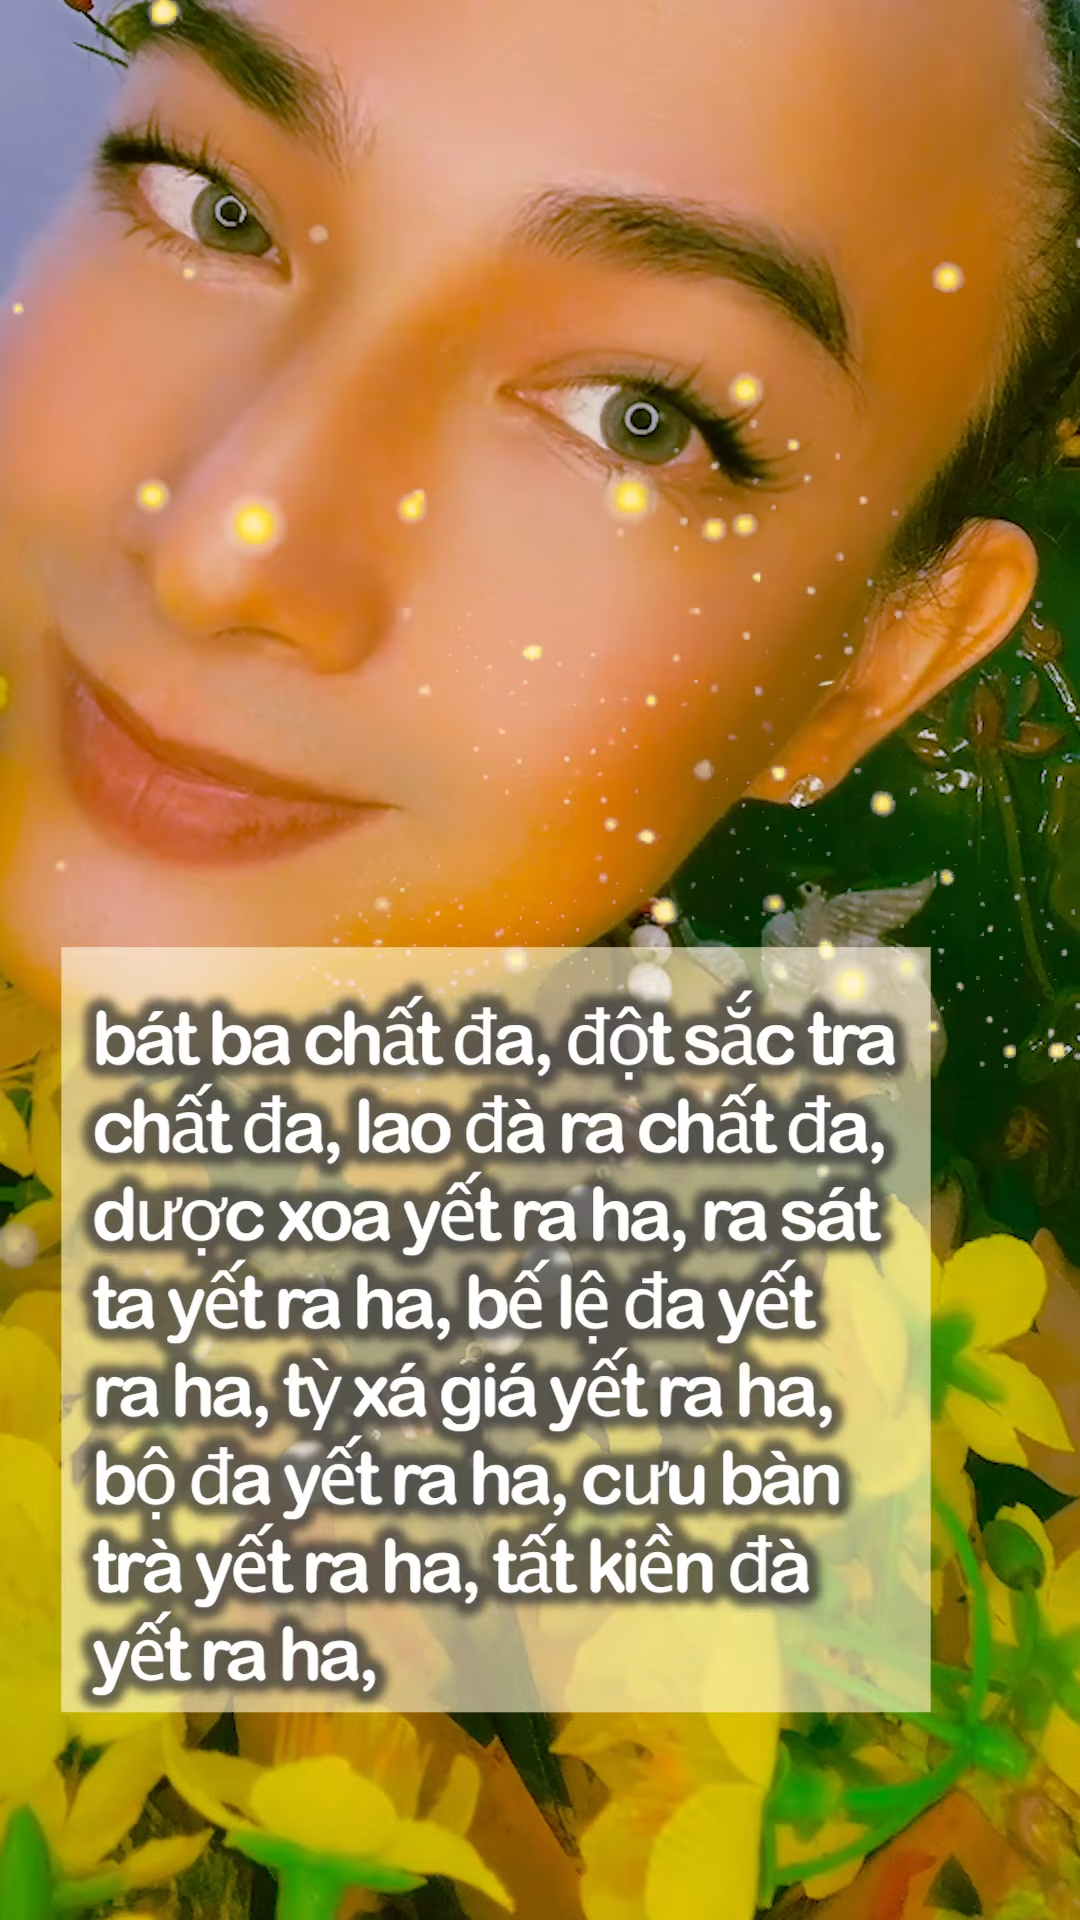 bát ba chất đa, đột sắc tra
chất đa, lao đà ra chất đa,
dược xoa yết ra ha, ra sát
ta yết ra ha, bế lệ đa yết
ra ha, tỳ xá giá yết ra ha,
bộ đa yết ra ha, cưu bàn
trà yết ra ha, tất kiền đà
yết ra ha,